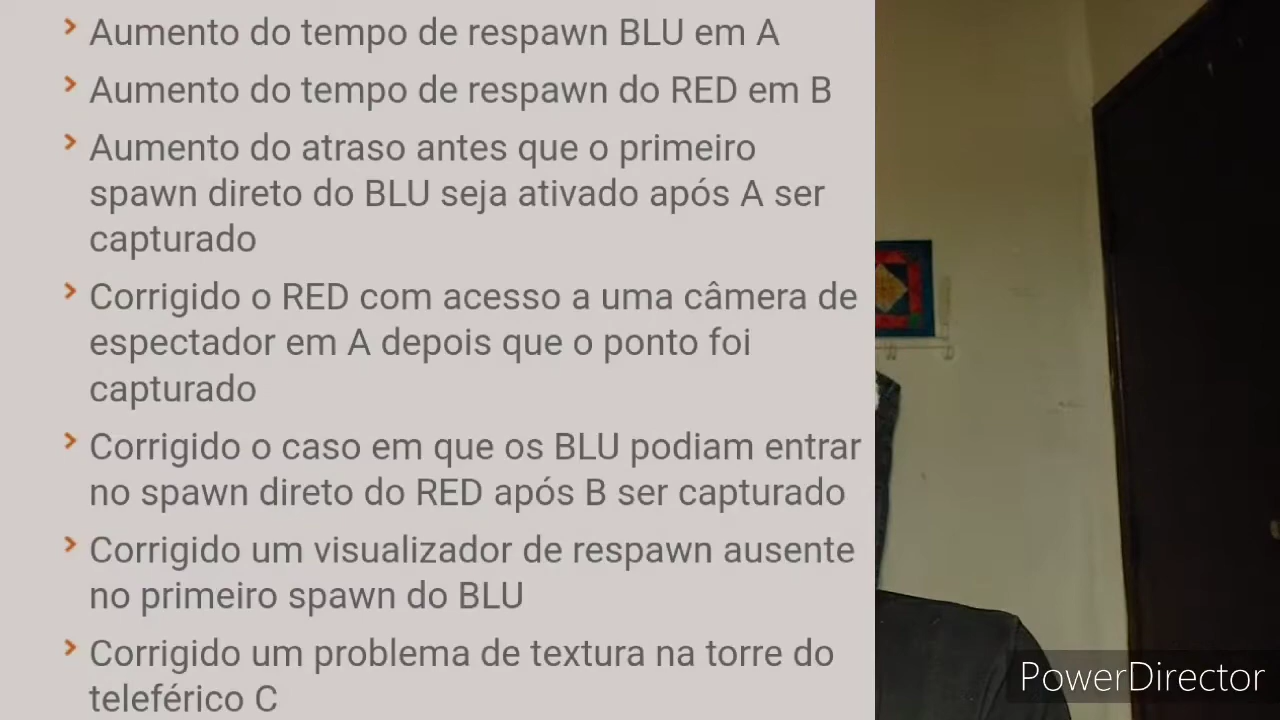 Aumento do tempo de respawn BLU em A
Aumento do tempo de respawn do RED em B
Aumento do atraso antes que o primeiro
spawn direto do BLU seja ativado após A ser
capturado
Corrigido o RED com acesso a uma câmera de
espectador em A depois que o ponto foi
capturado
Corrigido o caso em que os BLU podiam entrar
no spawn direto do RED após B ser capturado
Corrigido um visualizador de respawn ausente
no primeiro spawn do BLU
Corrigido um problema de textura na torre do
teleférico C
PowerDirector